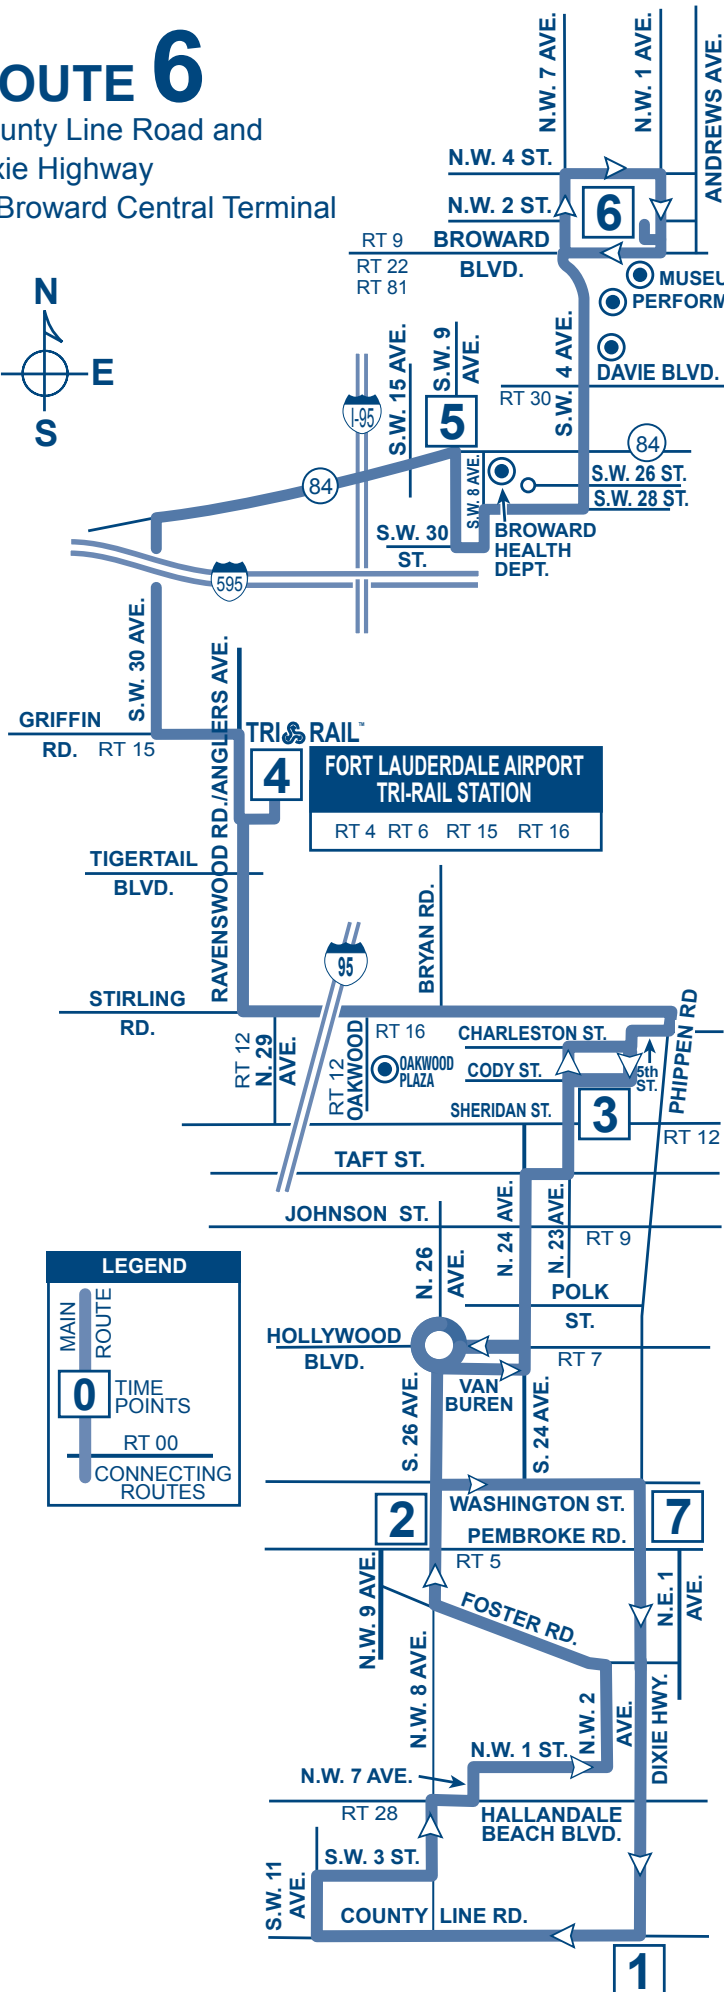 OUTE 6
unty Line Road and
xie Highway
Broward Central Terminal
N
E
S
N.W. 7 AVE.
N.W. 1 AVE.
ANDREWS AVE.
N.W. 4 ST.
N.W. 2 ST.
6
RT 9
BROWARD
BLVD.
RT 22
RT 81
MUSEU
PERFORM
S.W. 15 AVE.
S.W. 9
AVE.
S.W. 4 AVE.
DAVIE BLVD.
RT 30
I-95
5
84
84
S.W. 8 AVE.
S.W. 26 ST.
S.W. 28 ST.
S.W. 30
ST.
BROWARD
HEALTH
DEPT.
595
S.W. 30 AVE.
RAVENSWOOD RD./ANGLERS AVE.
GRIFFIN
RD.
RT 15
TRI RAIL™
4
FORT LAUDERDALE AIRPORT
TRI-RAIL STATION
RT 4 RT 6 RT 15 RT 16
TIGERTAIL
BLVD.
BRYAN RD.
95
STIRLING
RD.
RT 12
N. 29
AVE.
RT 12
OAKWOOD
RT 16
OAKWOOD
PLAZA
CHARLESTON ST.
CODY ST.
5th
ST.
PHIPPEN RD
SHERIDAN ST.
3
RT 12
TAFT ST.
JOHNSON ST.
N. 24 AVE.
N. 23 AVE.
RT 9
N. 26
AVE.
POLK
ST.
HOLLYWOOD
BLVD.
RT 7
VAN
BUREN
S. 26 AVE.
S. 24 AVE.
LEGEND
MAIN
ROUTE
0
TIME
POINTS
RT 00
CONNECTING
ROUTES
2
WASHINGTON ST.
7
PEMBROKE RD.
RT 5
N.W. 9 AVE.
FOSTER RD.
N.E. 1
AVE.
N.W. 8 AVE.
N.W. 2
AVE.
DIXIE HWY.
N.W. 1 ST.
N.W. 7 AVE.
RT 28
HALLANDALE
BEACH BLVD.
S.W. 3 ST.
S.W. 11
AVE.
COUNTY LINE RD.
1